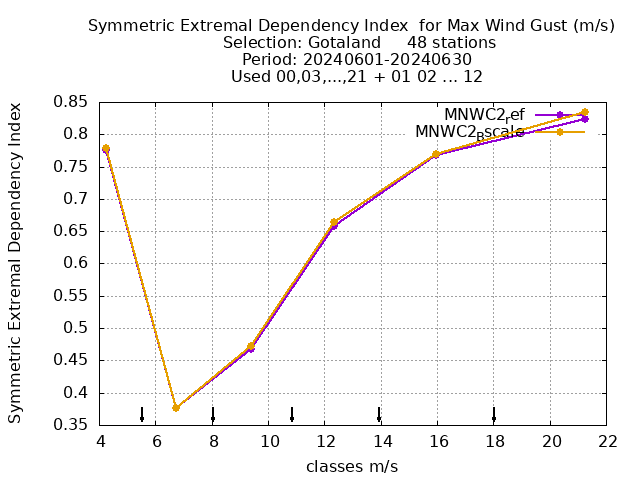 Symmetric Extremal Dependency Index  for Max Wind Gust (m/s)
Selection: Gotaland     48 stations
Period: 20240601-20240630
Used 00,03,...,21 + 01 02 ... 12
Symmetric Extremal Dependency Index
0.85
0.8
0.75
0.7
0.65
0.6
0.55
0.5
0.45
0.4
0.35
MNWC2ref
MNWC2Bscale
4 6 8 10 12 14 16 18 20 22
classes m/s